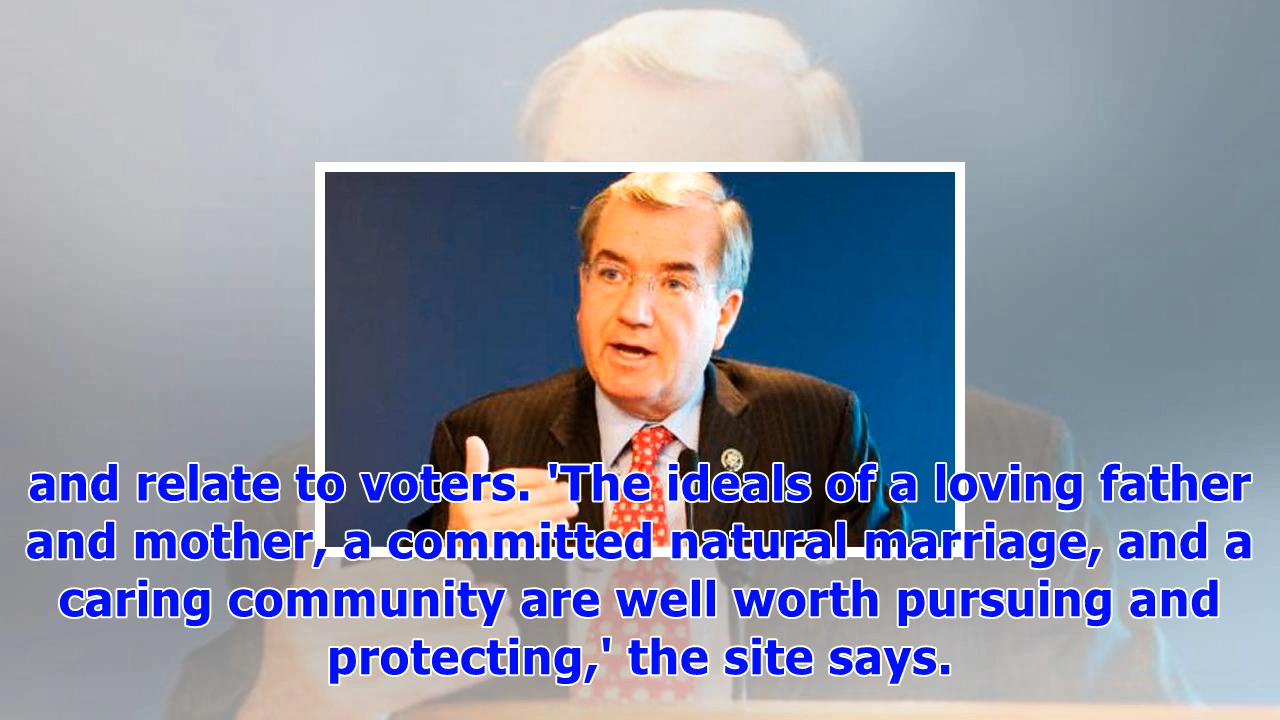 and relate to voters. 'The ideals of a loving father
and mother, a committed natural marriage, and a
caring community are well worth pursuing and
protecting,' the site says.